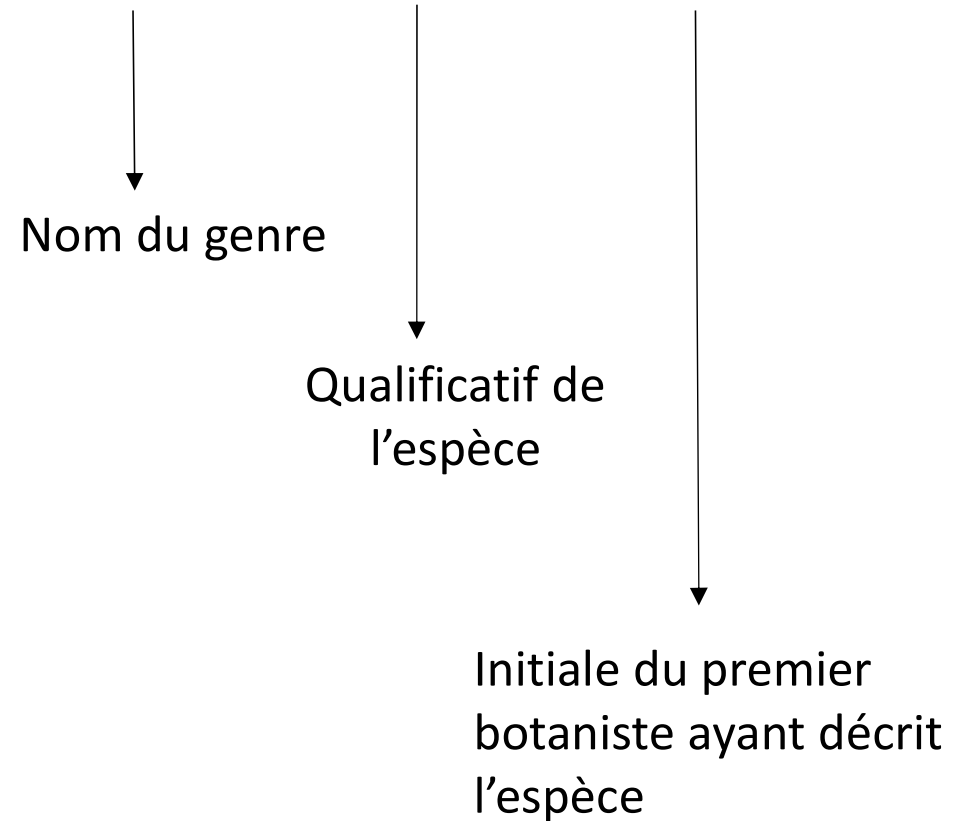 Nom du genre
Qualificatif de
l’espèce
Initiale du premier
botaniste ayant décrit
l’espèce